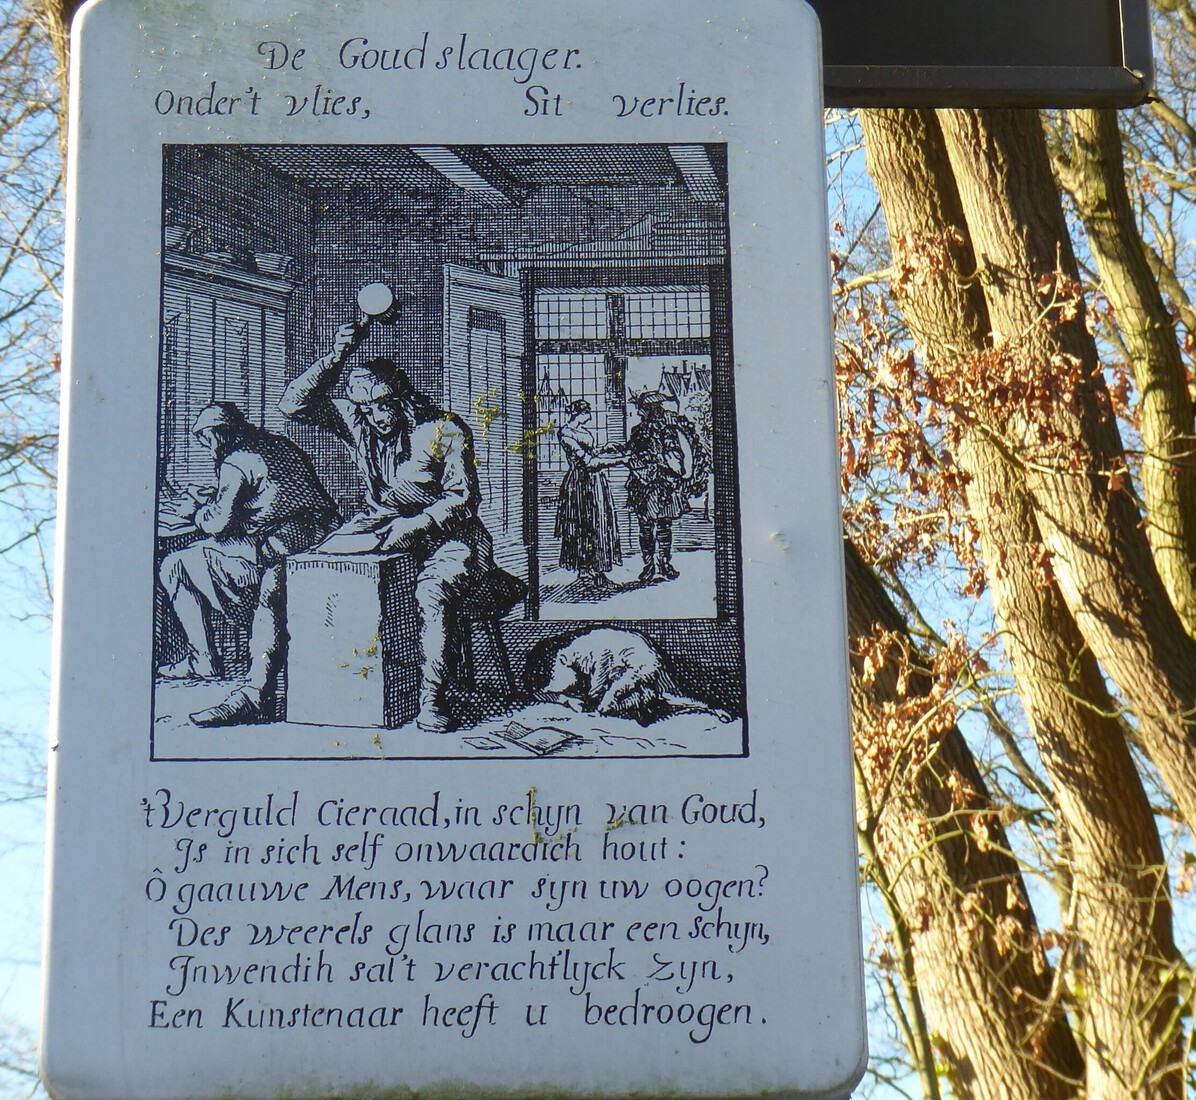 De Goudslaager.
Onder't vlies, Sit verlies.
't Verguld Cieraad, in schyn van Goud,
Js in sich self onwaardich hout:
Ô gaauwe Mens, waar syn uw oogen?
Des weerels glans is maar een schyn,
Jnwendih sal't verachtlyck zyn,
Een Kunstenaar heeft u bedroogen.